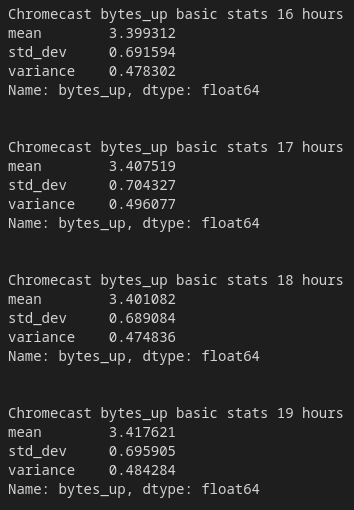 Chromecast bytes_up basic stats 16 hours
mean        3.399312
std_dev     0.691594
variance    0.478302
Name: bytes_up, dtype: float64

Chromecast bytes_up basic stats 17 hours
mean        3.407519
std_dev     0.704327
variance    0.496077
Name: bytes_up, dtype: float64

Chromecast bytes_up basic stats 18 hours
mean        3.401082
std_dev     0.689084
variance    0.474836
Name: bytes_up, dtype: float64

Chromecast bytes_up basic stats 19 hours
mean        3.417621
std_dev     0.695905
variance    0.484284
Name: bytes_up, dtype: float64